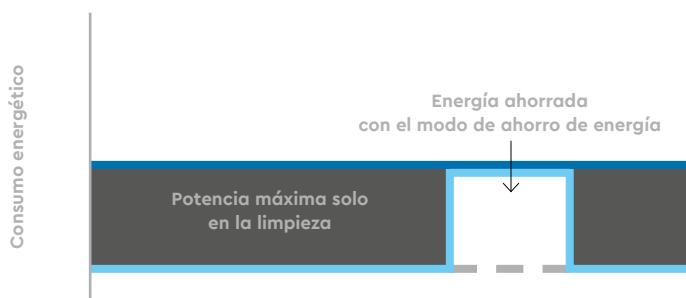 Consumo energético
Energía ahorrada
con el modo de ahorro de energía
Potencia máxima solo
en la limpieza